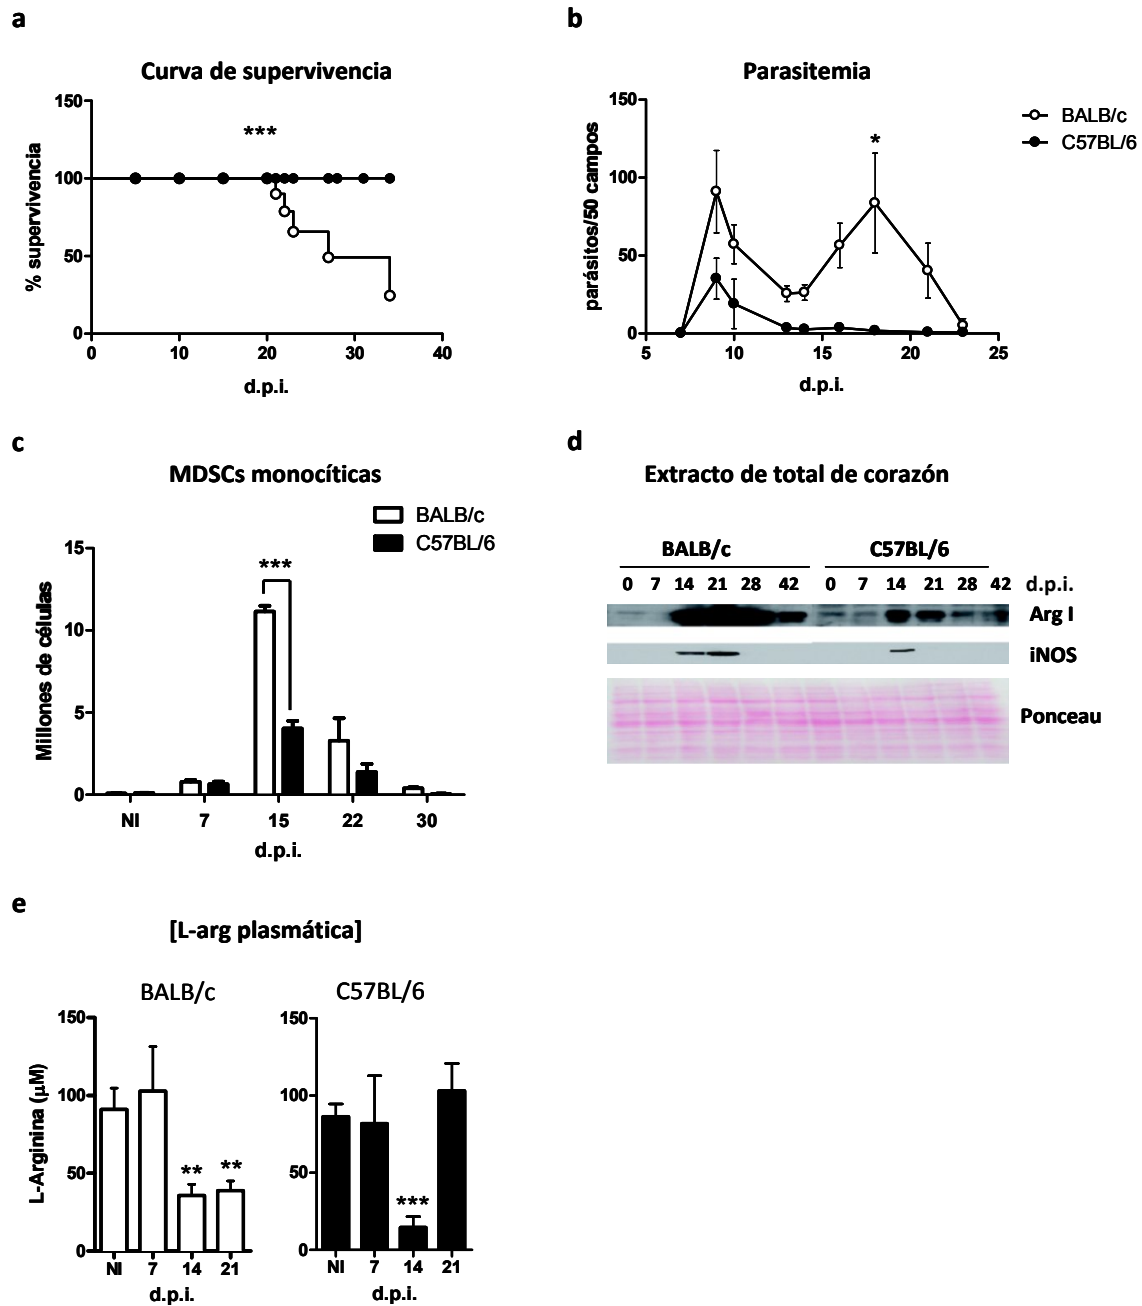 a
Curva de supervivencia
150
100
50
0
% supervivencia
***
0 10 20 30 40
d.p.i.
b
Parasitemia
150
100
50
0
parásitos/50 campos
*
5 10 15 20 25
d.p.i.
BALB/c
C57BL/6
c
MDSCs monocíticas
BALB/c
C57BL/6
15
10
5
0
Millones de células
***
NI 7 15 22 30
d.p.i.
d
Extracto de total de corazón
BALB/c C57BL/6
0 7 14 21 28 42 0 7 14 21 28 42 d.p.i.
Arg I
iNOS
Ponceau
e
[L-arg plasmática]
BALB/c
150
100
50
0
L-Arginina (μM)
** **
NI 7 14 21
d.p.i.
C57BL/6
150
100
50
0
***
NI 7 14 21
d.p.i.